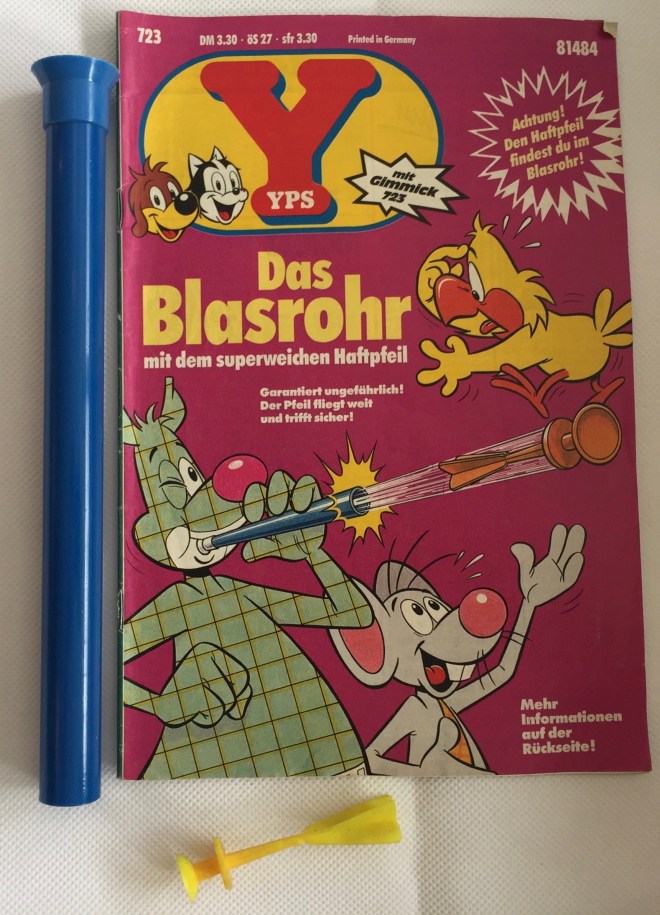 723
DM 3.30 · öS 27 · sfr 3.30
Printed in Germany
81484
Y
YPS
mit
Gimmick
723
Achtung!
Den Haftpfeil
findest du im
Blasrohr!
Das
Blasrohr
mit dem superweichen Haftpfeil
Garantiert ungefährlich!
Der Pfeil fliegt weit
und trifft sicher!
Mehr
Informationen
auf der
Rückseite!